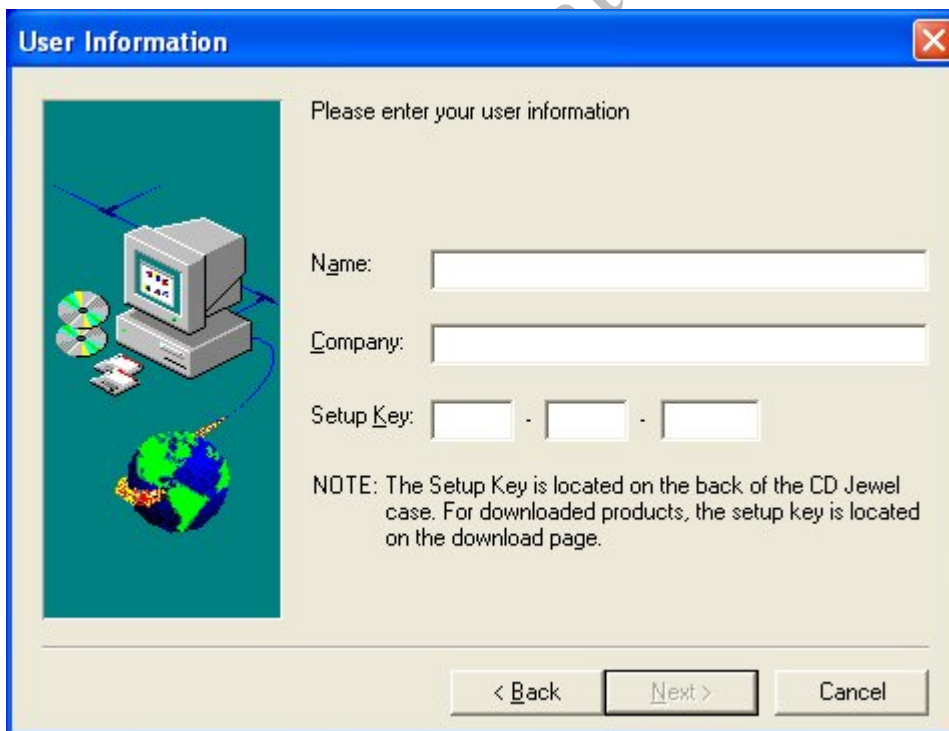 User Information
Please enter your user information
Name:
Company:
Setup Key: - -
NOTE: The Setup Key is located on the back of the CD Jewel
case. For downloaded products, the setup key is located
on the download page.
< Back Next > Cancel